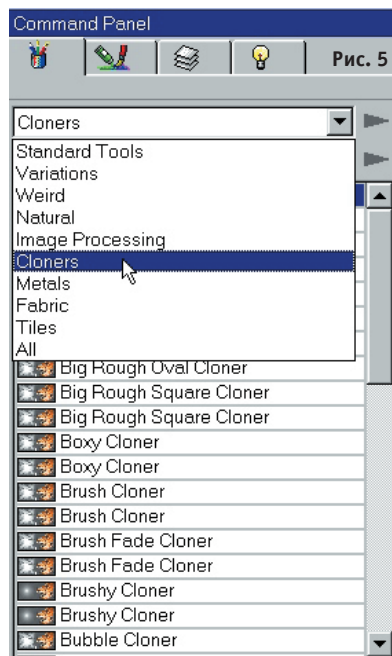 Command Panel
Рис. 5
Cloners
Standard Tools
Variations
Weird
Natural
Image Processing
Cloners
Metals
Fabric
Tiles
All
Big Rough Oval Cloner
Big Rough Square Cloner
Big Rough Square Cloner
Boxy Cloner
Boxy Cloner
Brush Cloner
Brush Cloner
Brush Fade Cloner
Brush Fade Cloner
Brushy Cloner
Brushy Cloner
Bubble Cloner